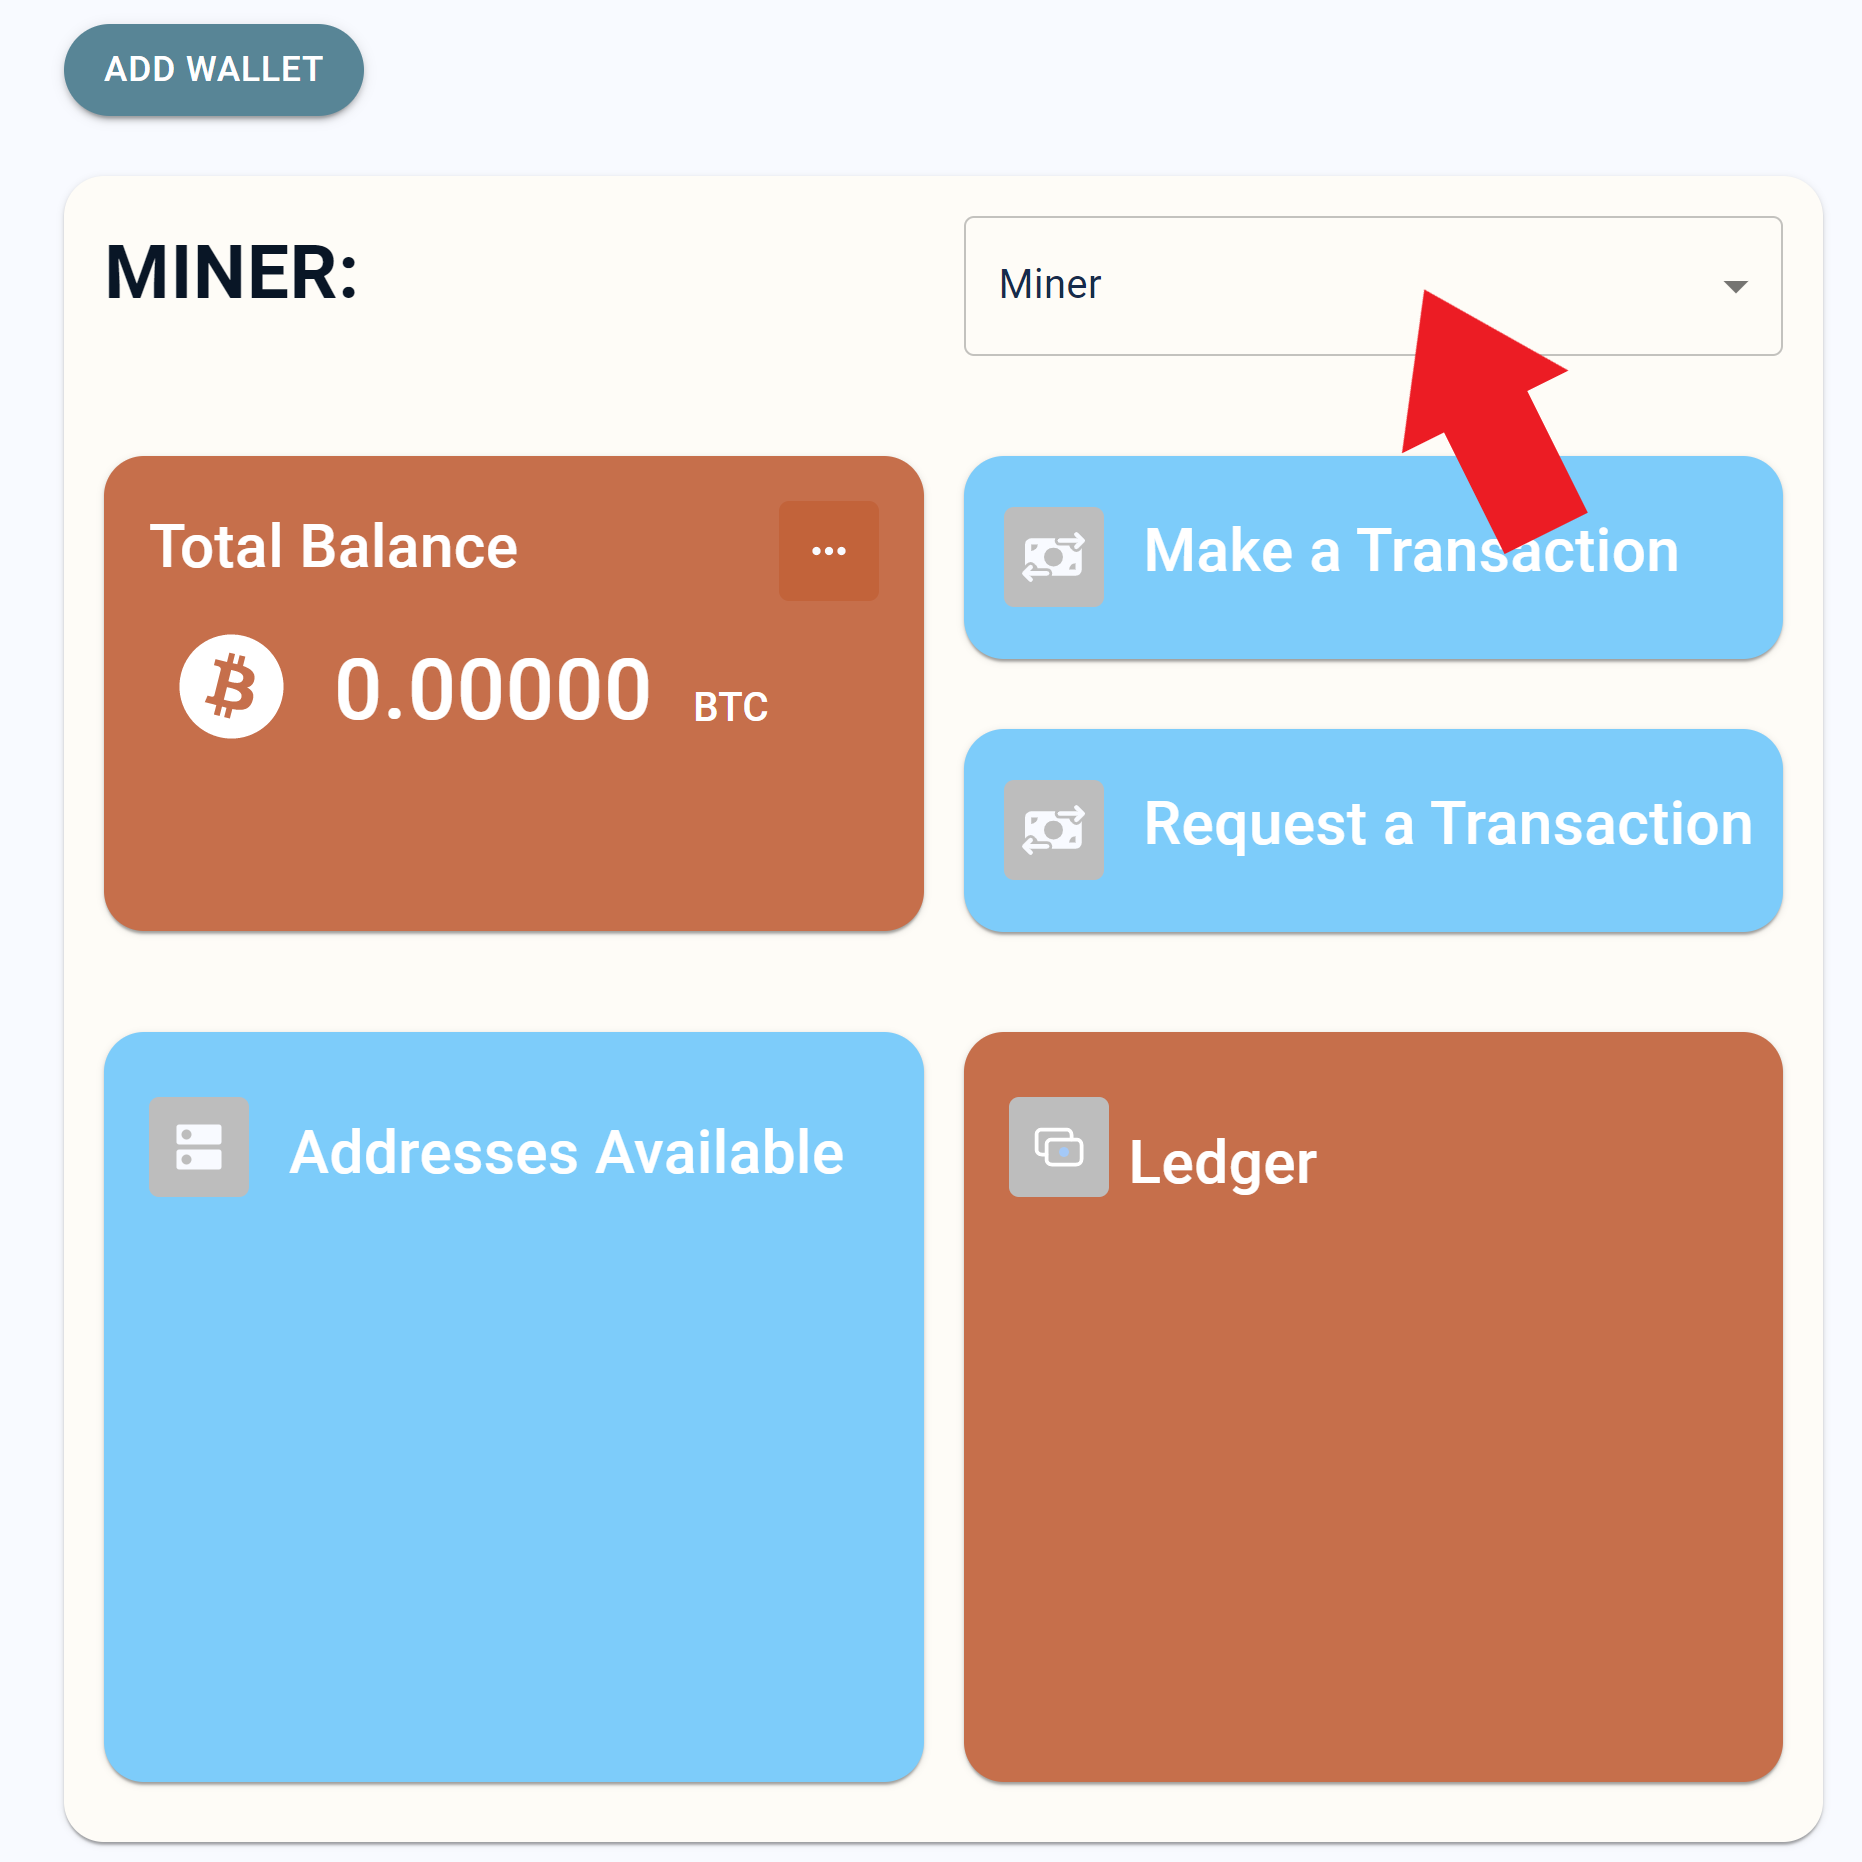 ADD WALLET
MINER:
Miner
Total Balance
0.00000 BTC
Make a Transaction
Request a Transaction
Addresses Available
Ledger